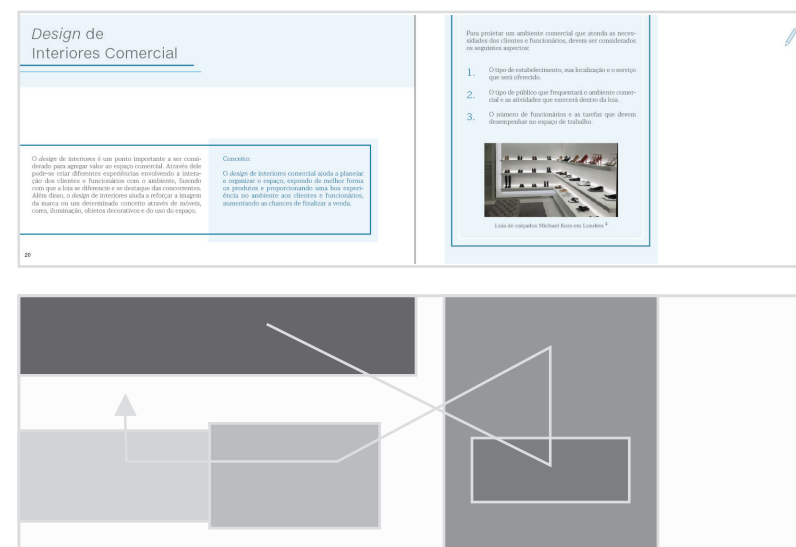 Design de
Interiores Comercial
O design de interiores é um ponto importante a ser consi-
derado para agregar valor ao espaço comercial. Através dele
pode-se criar diferentes experiências envolvendo a intera-
ção dos clientes e funcionários com o ambiente, fazendo
com que a loja se diferencie e se destaque das concorrentes.
Além disso, o design de interiores ajuda a reforçar a imagem
da marca ou um determinado conceito através de móveis,
cores, iluminação, objetos decorativos e do uso do espaço.
Conceito:
O design de interiores comercial ajuda a planejar
e organizar o espaço, expondo de melhor forma
os produtos e proporcionando uma boa experi-
ência no ambiente aos clientes e funcionários,
aumentando as chances de finalizar a venda.
20
Para projetar um ambiente comercial que atenda as neces-
sidades dos clientes e funcionários, devem ser considerados
os seguintes aspectos:
1. O tipo de estabelecimento, sua localização e o serviço
que será oferecido.
2. O tipo de público que frequentará o ambiente comer-
cial e as atividades que exercerá dentro da loja.
3. O número de funcionários e as tarefas que devem
desempenhar no espaço de trabalho.
Loja de calçados Michael Kors em Londres.4